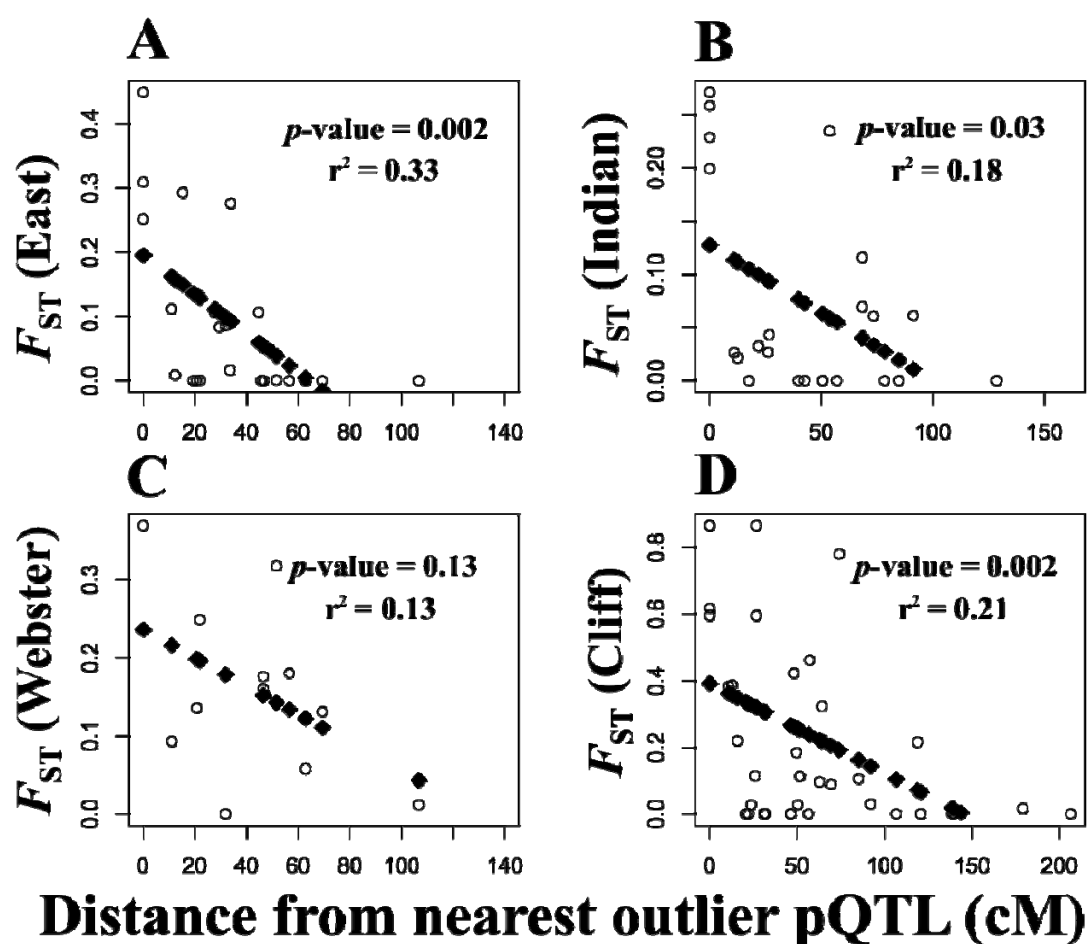 A
F_ST (East)
0.0 0.1 0.2 0.3 0.4
p-value = 0.002
r² = 0.33
0 20 40 60 80 100 140
B
F_ST (Indian)
0.00 0.10 0.20
p-value = 0.03
r² = 0.18
0 50 100 150
C
F_ST (Webster)
0.0 0.1 0.2 0.3
p-value = 0.13
r² = 0.13
0 20 40 60 80 100 140
D
F_ST (Cliff)
0.0 0.2 0.4 0.6 0.8
p-value = 0.002
r² = 0.21
0 50 100 150 200
Distance from nearest outlier pQTL (cM)